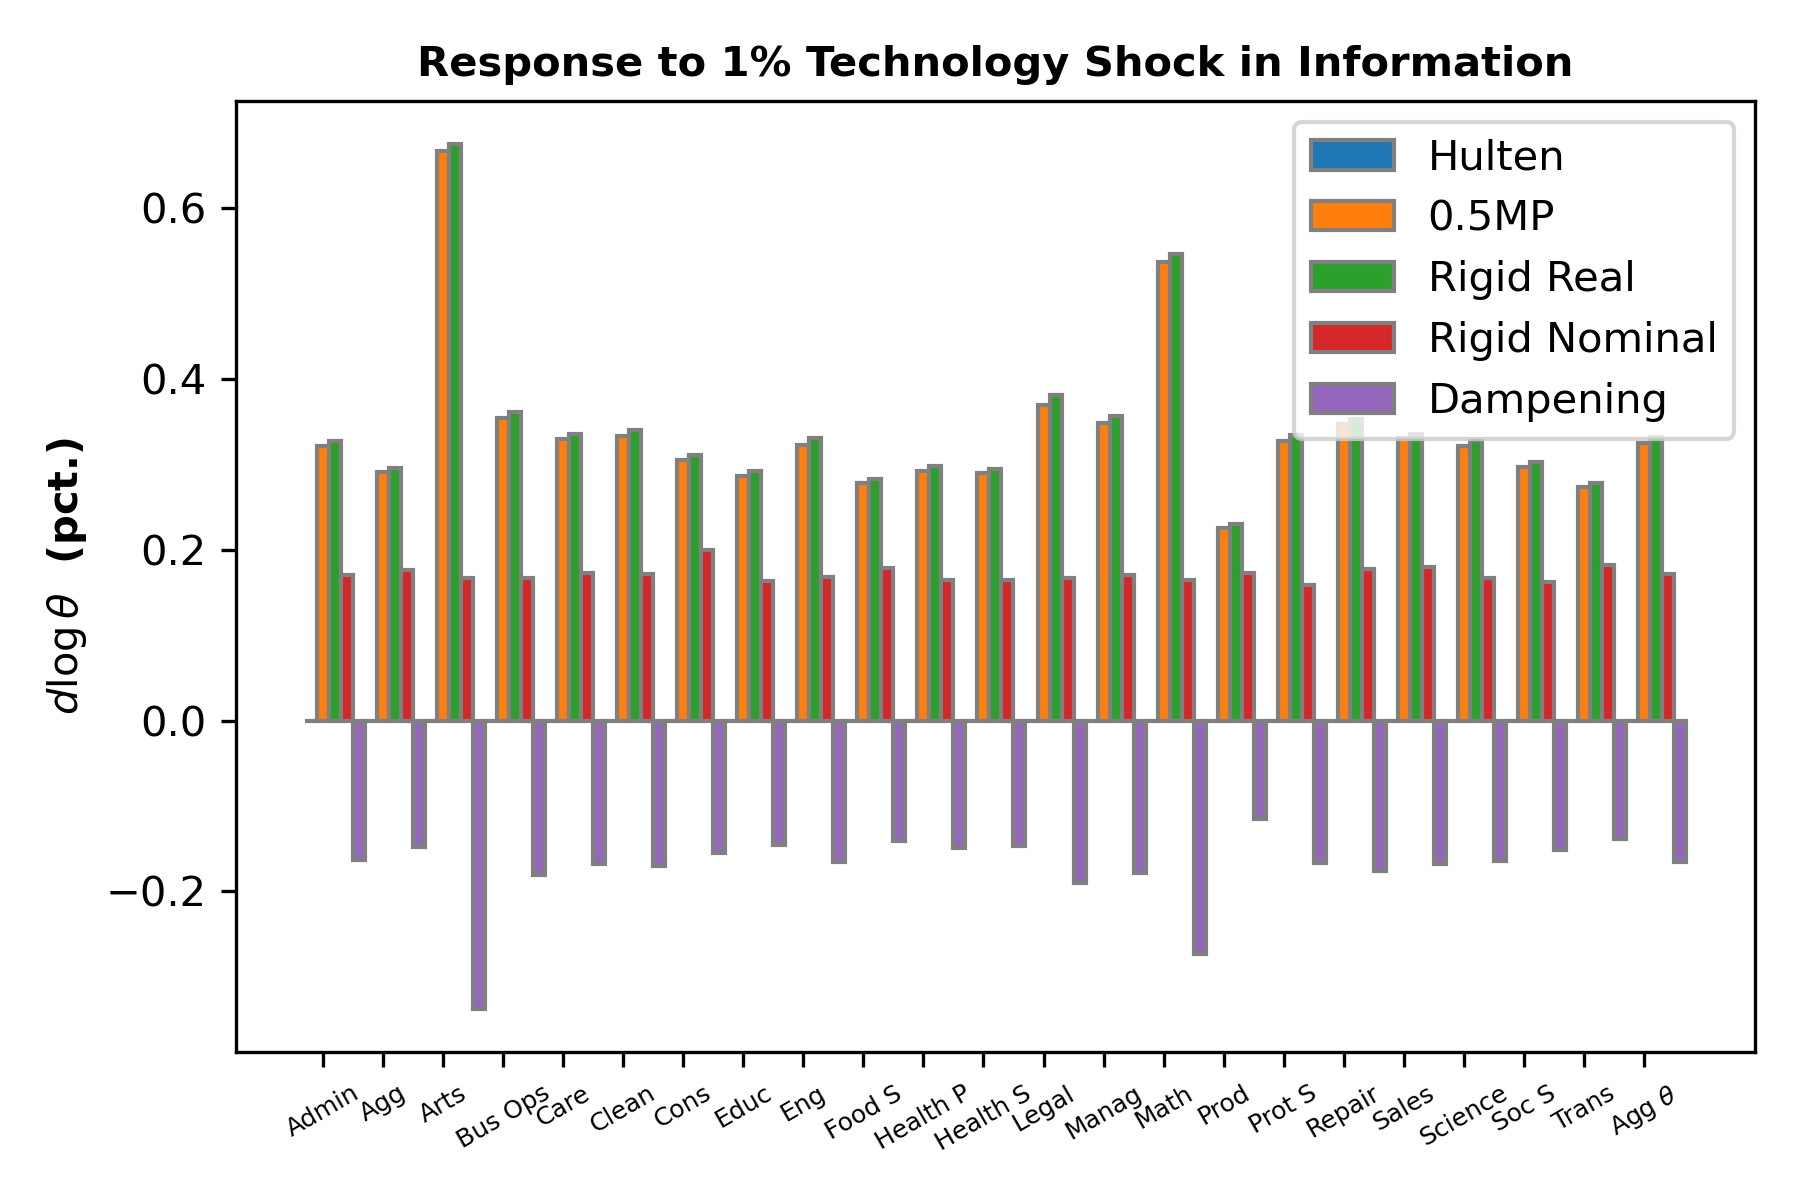 Response to 1% Technology Shock in Information
dlog θ (pct.)
0.6
0.4
0.2
0.0
−0.2
Hulten
0.5MP
Rigid Real
Rigid Nominal
Dampening
Admin
Agg
Arts
Bus Ops
Care
Clean
Cons
Educ
Eng
Food S
Health P
Health S
Legal
Manag
Math
Prod
Prot S
Repair
Sales
Science
Soc S
Trans
Agg θ